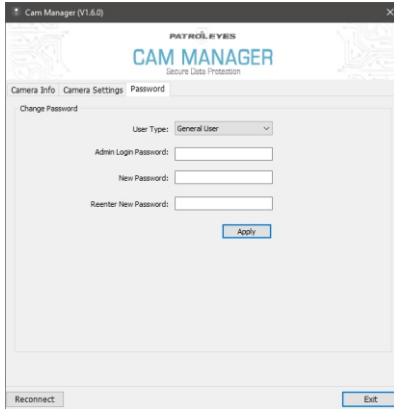 Cam Manager (V1.6.0)
PATROLEYES
CAM MANAGER
Secure Data Protection
Camera Info Camera Settings Password
Change Password
User Type: General User
Admin Login Password:
New Password:
Reenter New Password:
Apply
Reconnect Exit